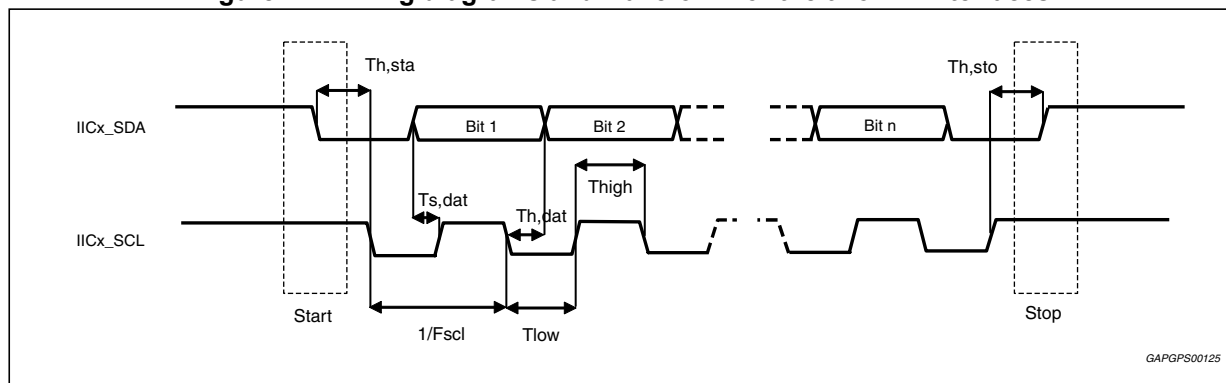 Th,sta
Th,sto
IICx_SDA
Bit 1
Bit 2
Bit n
Thigh
Ts,dat
Th,dat
IICx_SCL
Start
1/Fscl
Tlow
Stop
GAPGPS00125